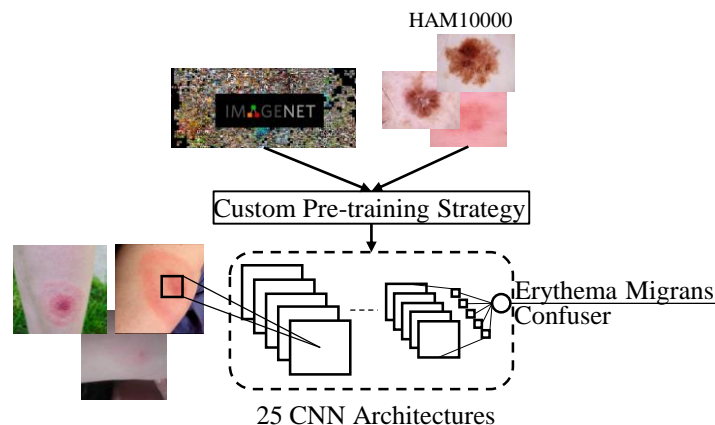 HAM10000
IMAGENET
Custom Pre-training Strategy
Erythema Migrans
Confuser
25 CNN Architectures